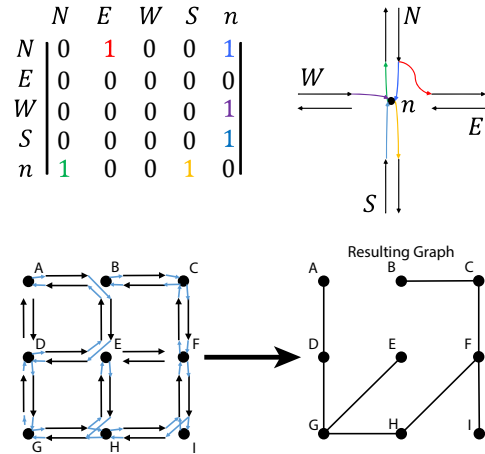 N E W S n
N 0 1 0 0 1
E 0 0 0 0 0
W 0 0 0 0 1
S 0 0 0 0 1
n 1 0 0 1 0
N
W
n
E
S
A B C
D E F
G H I
Resulting Graph
A B C
D E F
G H I